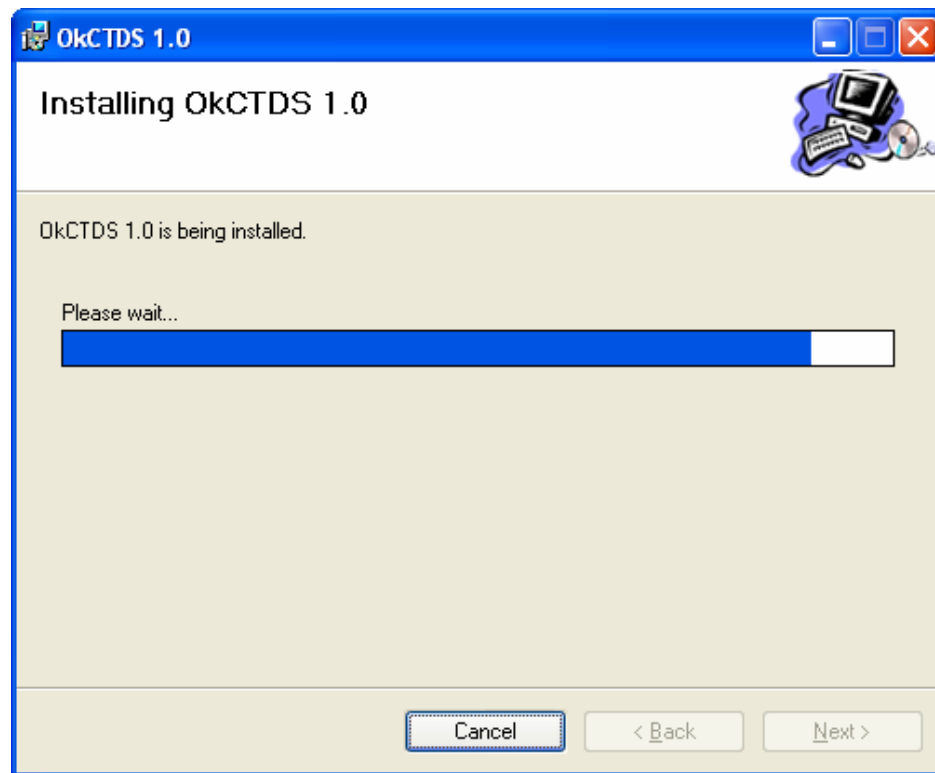 OkCTDS 1.0
Installing OkCTDS 1.0
OkCTDS 1.0 is being installed.
Please wait...
Cancel
< Back
Next >